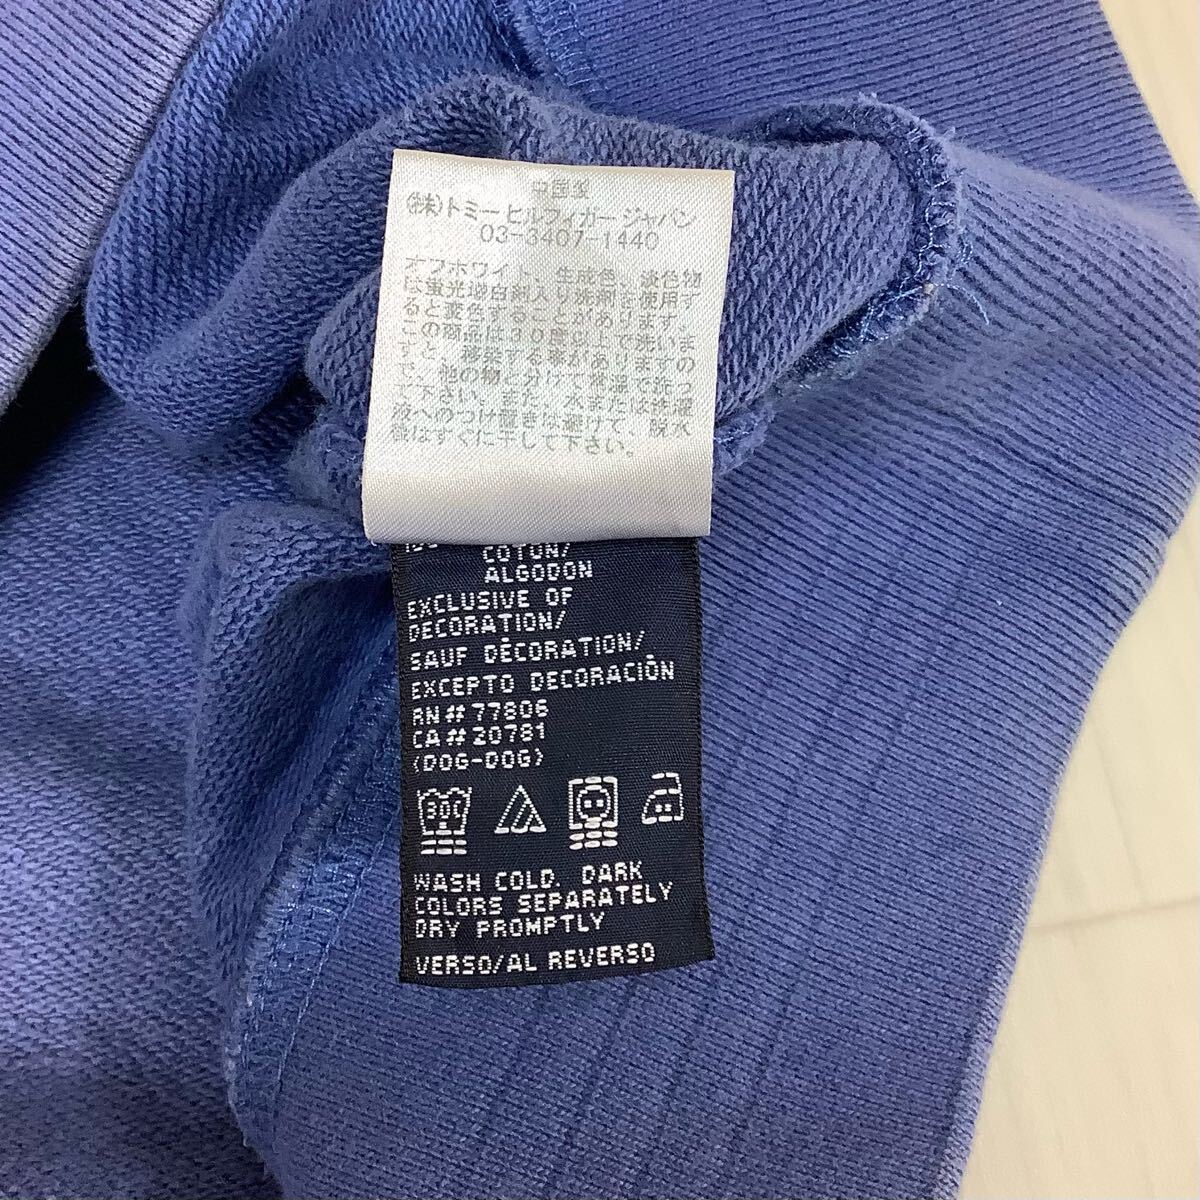 中国製
(株)トミー ヒルフィガー ジャパン
03-3407-1440
オフホワイト、生成色、淡色物
は蛍光増白剤入り洗剤を使用す
ると変色することがあります。
この商品は30度以上で洗いま
すと、移染する事がありますの
で、他の物と分けて常温で洗っ
て下さい。また、水または洗濯
液へのつけ置きは避けて、脱水
後はすぐに干して下さい。
COTON/
ALGODON
EXCLUSIVE OF
DECORATION/
SAUF DÉCORATION/
EXCEPTO DECORACIÓN
RN# 77806
CA# 20781
(DOG-DOG)
30C
WASH COLD. DARK
COLORS SEPARATELY
DRY PROMPTLY
VERSO/AL REVERSO